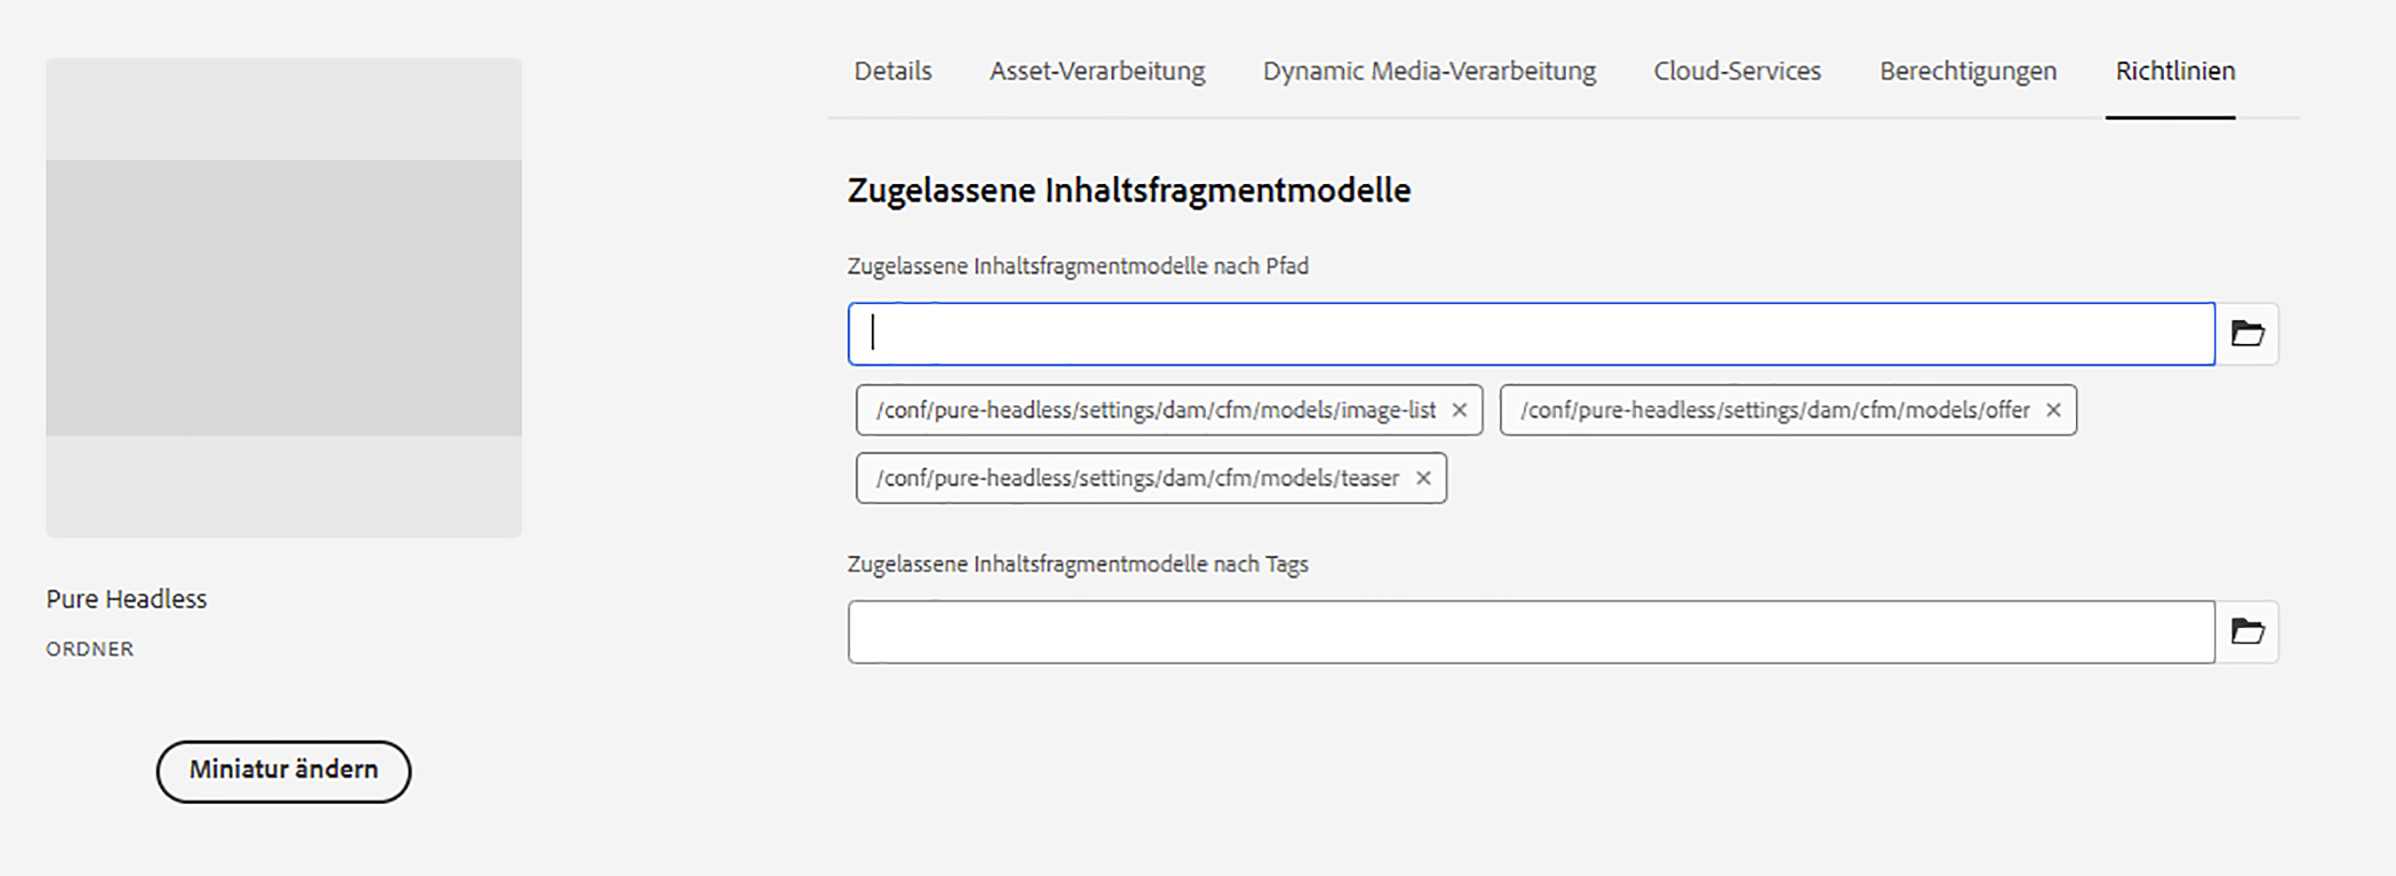 Details Asset-Verarbeitung Dynamic Media-Verarbeitung Cloud-Services Berechtigungen Richtlinien
Zugelassene Inhaltsfragmentmodelle
Zugelassene Inhaltsfragmentmodelle nach Pfad
/conf/pure-headless/settings/dam/cfm/models/image-list × /conf/pure-headless/settings/dam/cfm/models/offer ×
/conf/pure-headless/settings/dam/cfm/models/teaser ×
Zugelassene Inhaltsfragmentmodelle nach Tags
Pure Headless
ORDNER
Miniatur ändern